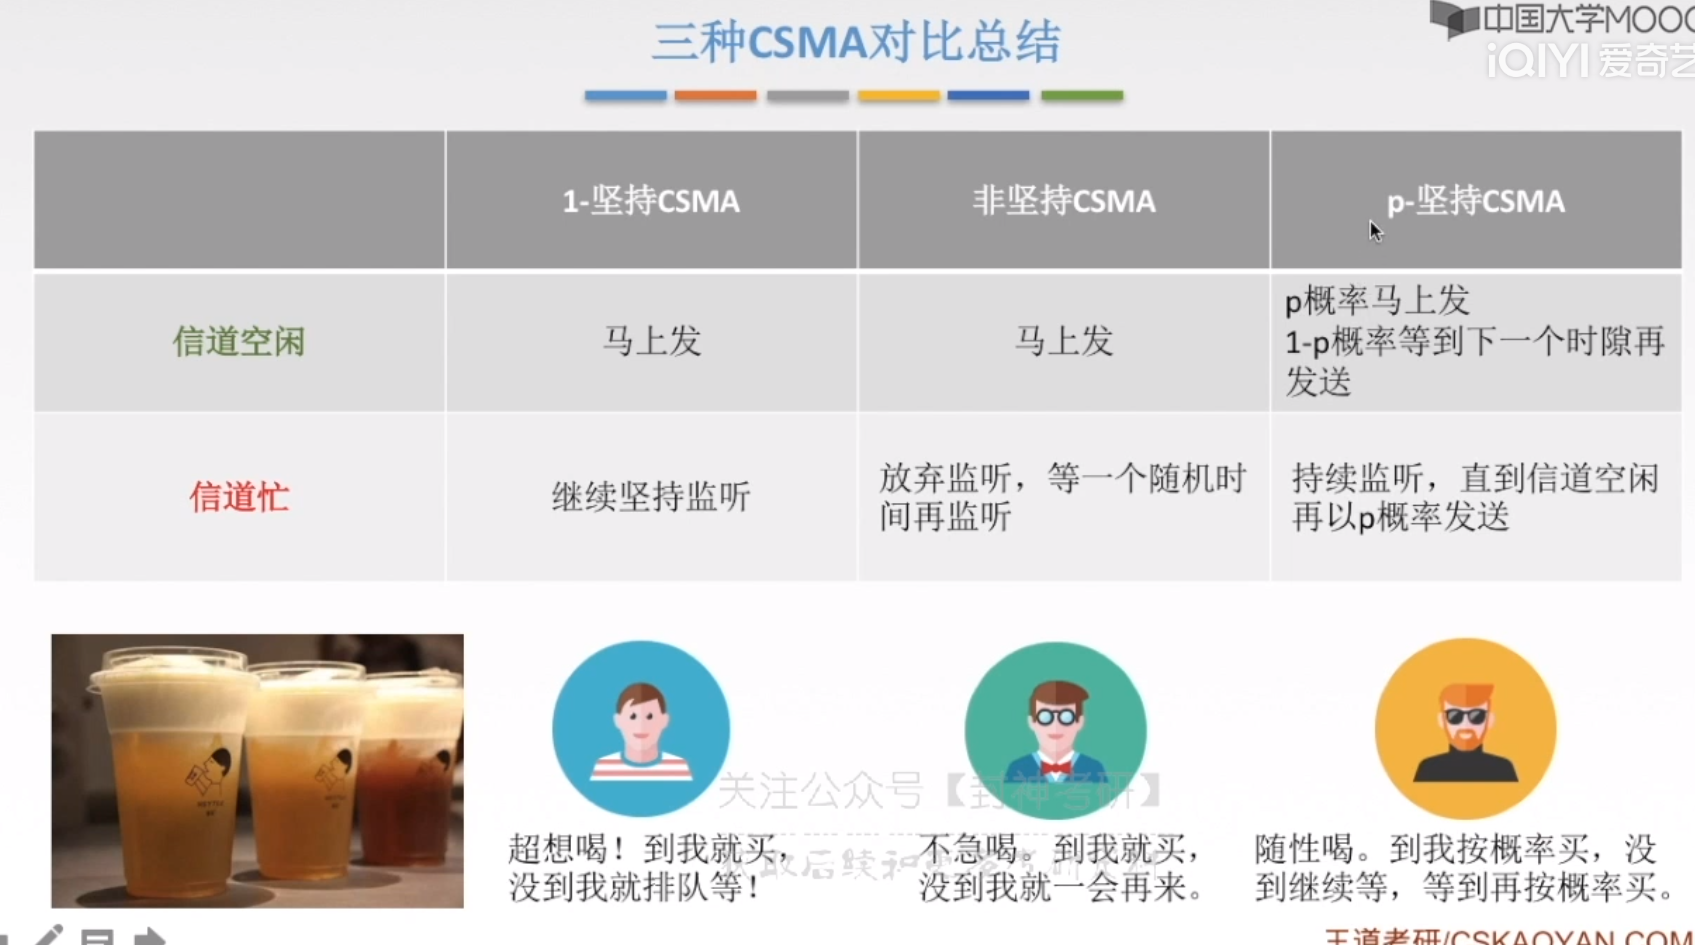 三种CSMA对比总结
中国大学MOOC
iQIYI 爱奇艺
1-坚持CSMA
非坚持CSMA
p-坚持CSMA
信道空闲
马上发
马上发
p概率马上发
1-p概率等到下一个时隙再
发送
信道忙
继续坚持监听
放弃监听，等一个随机时
间再监听
持续监听，直到信道空闲
再以p概率发送
关注公众号【封神考研】
超想喝！到我就买，
没到我就排队等！
不急喝。到我就买，
没到我就一会再来。
随性喝。到我按概率买，没
到继续等，等到再按概率买。
王道考研/CSKAOYAN.COM